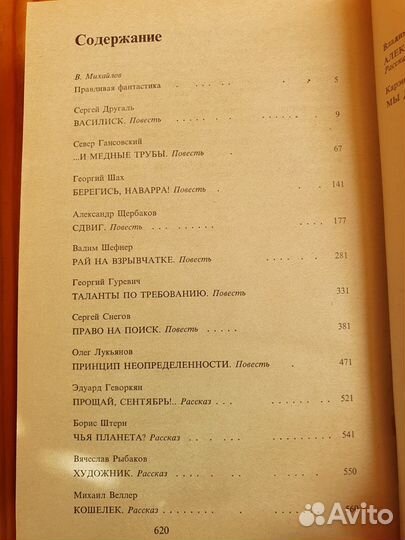 Содержание
В. Михайлов
Правдивая фантастика . . . . . 5
Сергей Другаль
ВАСИЛИСК. Повесть . . . . . 9
Север Гансовский
...И МЕДНЫЕ ТРУБЫ. Повесть . . 67
Георгий Шах
БЕРЕГИСЬ, НАВАРРА! Повесть . . . . 141
Александр Щербаков
СДВИГ. Повесть . . . . . . . 177
Вадим Шефнер
РАЙ НА ВЗРЫВЧАТКЕ. Повесть . . . . 281
Георгий Гуревич
ТАЛАНТЫ ПО ТРЕБОВАНИЮ. Повесть 331
Сергей Снегов
ПРАВО НА ПОИСК. Повесть . . . . . 381
Олег Лукьянов
ПРИНЦИП НЕОПРЕДЕЛЕННОСТИ. Повесть . 471
Эдуард Геворкян
ПРОЩАЙ, СЕНТЯБРЬ!.. Рассказ . . . . . . 521
Борис Штерн
ЧЬЯ ПЛАНЕТА? Рассказ . . . . . . . 541
Вячеслав Рыбаков
ХУДОЖНИК. Рассказ . . . . . . 550
Михаил Веллер
КОШЕЛЕК. Рассказ . . . . . . 560
620
МЫ
Avito